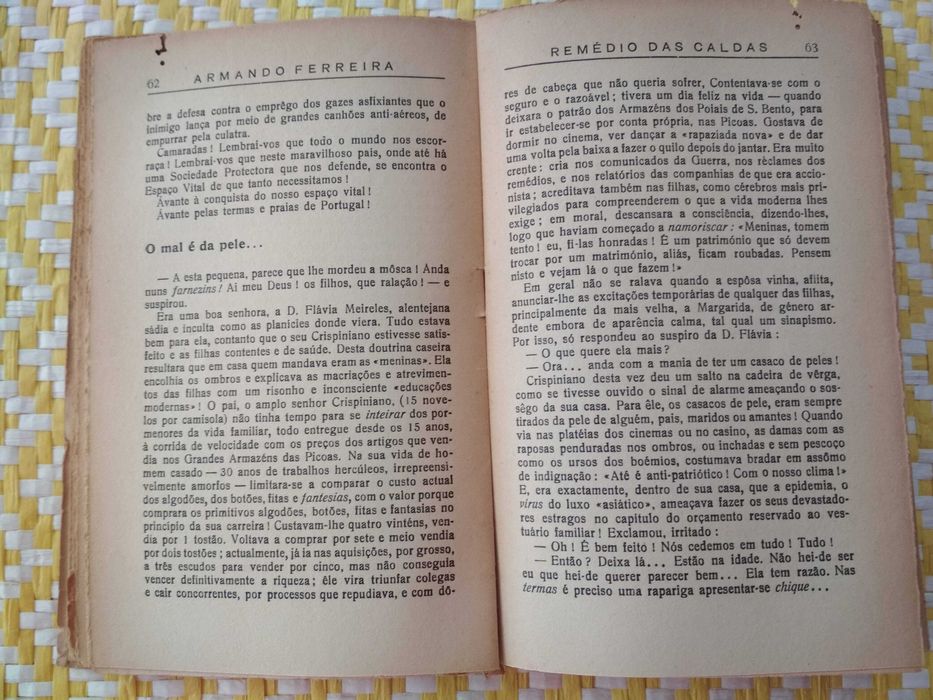 62 ARMANDO FERREIRA
bre a defesa contra o emprêgo dos gazes asfixiantes que o
inimigo lança por meio de grandes canhões anti-aéreos, de
empurrar pela culatra.
Camaradas! Lembrai-vos que todo o mundo nos escor-
raça! Lembrai-vos que neste maravilhoso país, onde até há
uma Sociedade Protectora que nos defende, se encontra o
Espaço Vital de que tanto necessitamos!
Àvante à conquista do nosso espaço vital!
Àvante pelas termas e praias de Portugal!
O mal é da pele...
— A esta pequena, parece que lhe mordeu a môsca! Anda
nuns farnezins! Ai meu Deus! os filhos, que ralação! — e
suspirou.
Era uma boa senhora, a D. Flávia Meireles, alentejana
sàdia e inculta como as planícies donde viera. Tudo estava
bem para ela, contanto que o seu Crispiniano estivesse satis-
feito e as filhas contentes e de saúde. Desta doutrina caseira
resultara que em casa quem mandava eram as «meninas». Ela
encolhia os ombros e explicava as macriações e atrevimen-
tos das filhas com um risonho e inconsciente «educações
modernas»! O pai, o amplo senhor Crispiniano, (15 nove-
los por camisola) não tinha tempo para se inteirar dos por-
menores da vida familiar, todo entregue desde os 15 anos,
à corrida de velocidade com os preços dos artigos que ven-
dia nos Grandes Armazéns das Picoas. Na sua vida de ho-
mem casado — 30 anos de trabalhos hercúleos, irrepreensì-
velmente amorfos — limitara-se a comparar o custo actual
dos algodões, dos botões, fitas e fantesias, com o valor porque
comprara os primitivos algodões, botões, fitas e fantasias no
princípio da sua carreira! Custavam-lhe quatro vinténs, ven-
dia por 1 tostão. Voltava a comprar por sete e meio vendia
por dois tostões; actualmente, já ia nas aquisições, por grosso,
a três escudos para vender por cinco, mas não conseguia
vencer definitivamente a riqueza; êle vira triunfar colegas
e cair concorrentes, por processos que repudiava, e com dô-
REMÉDIO DAS CALDAS 63
res de cabeça que não queria sofrer, Contentava-se com o
seguro e o razoável; tivera um dia feliz na vida — quando
deixara o patrão dos Armazéns dos Poiais de S. Bento, para
ir estabelecer-se por conta própria, nas Picoas. Gostava de
dormir no cinema, ver dançar a «rapaziada nova» e de dar
uma volta pela baixa a fazer o quilo depois do jantar. Era muito
crente: cria nos comunicados da Guerra, nos rèclames dos
remédios, e nos relatórios das companhias de que era accio-
nista; acreditava também nas filhas, como cérebros mais pri-
vilegiados para compreenderem o que a vida moderna lhes
exige; em moral, descansara a consciência, dizendo-lhes,
logo que haviam começado a namoriscar: «Meninas, tomem
tento! eu, fi-las honradas! É um património que só devem
trocar por um matrimónio, aliás, ficam roubadas. Pensem
nisto e vejam lá o que fazem!»
Em geral não se ralava quando a espôsa vinha, aflita,
anunciar-lhe as excitações temporárias de qualquer das filhas,
principalmente da mais velha, a Margarida, de género ar-
dente embora de aparência calma, tal qual um sinapismo.
Por isso, só respondeu ao suspiro da D. Flávia:
— O que quere ela mais?
— Ora... anda com a mania de ter um casaco de peles!
Crispiniano desta vez deu um salto na cadeira de vêrga,
como se tivesse ouvido o sinal de alarme ameaçando o sos-
sêgo da sua casa. Para êle, os casacos de pele, eram sempre
tirados da pele de alguém, pais, maridos ou amantes! Quando
via nas platéias dos cinemas ou no casino, as damas com as
raposas penduradas nos ombros, ou inchadas e sem pescoço
como os ursos dos boêmios, costumava bradar em assômo
de indignação: «Até é anti-patriótico! Com o nosso clima!»
E, era exactamente, dentro de sua casa, que a epidemia, o
virus do luxo «asiático», ameaçava fazer os seus devastado-
res estragos no capítulo do orçamento reservado ao ves-
tuário familiar! Exclamou, irritado:
— Oh! É bem feito! Nós cedemos em tudo! Tudo!
— Então? Deixa lá... Estão na idade. Não hei-de ser
eu que hei-de querer parecer bem... Ela tem razão. Nas
termas é preciso uma rapariga apresentar-se chique...